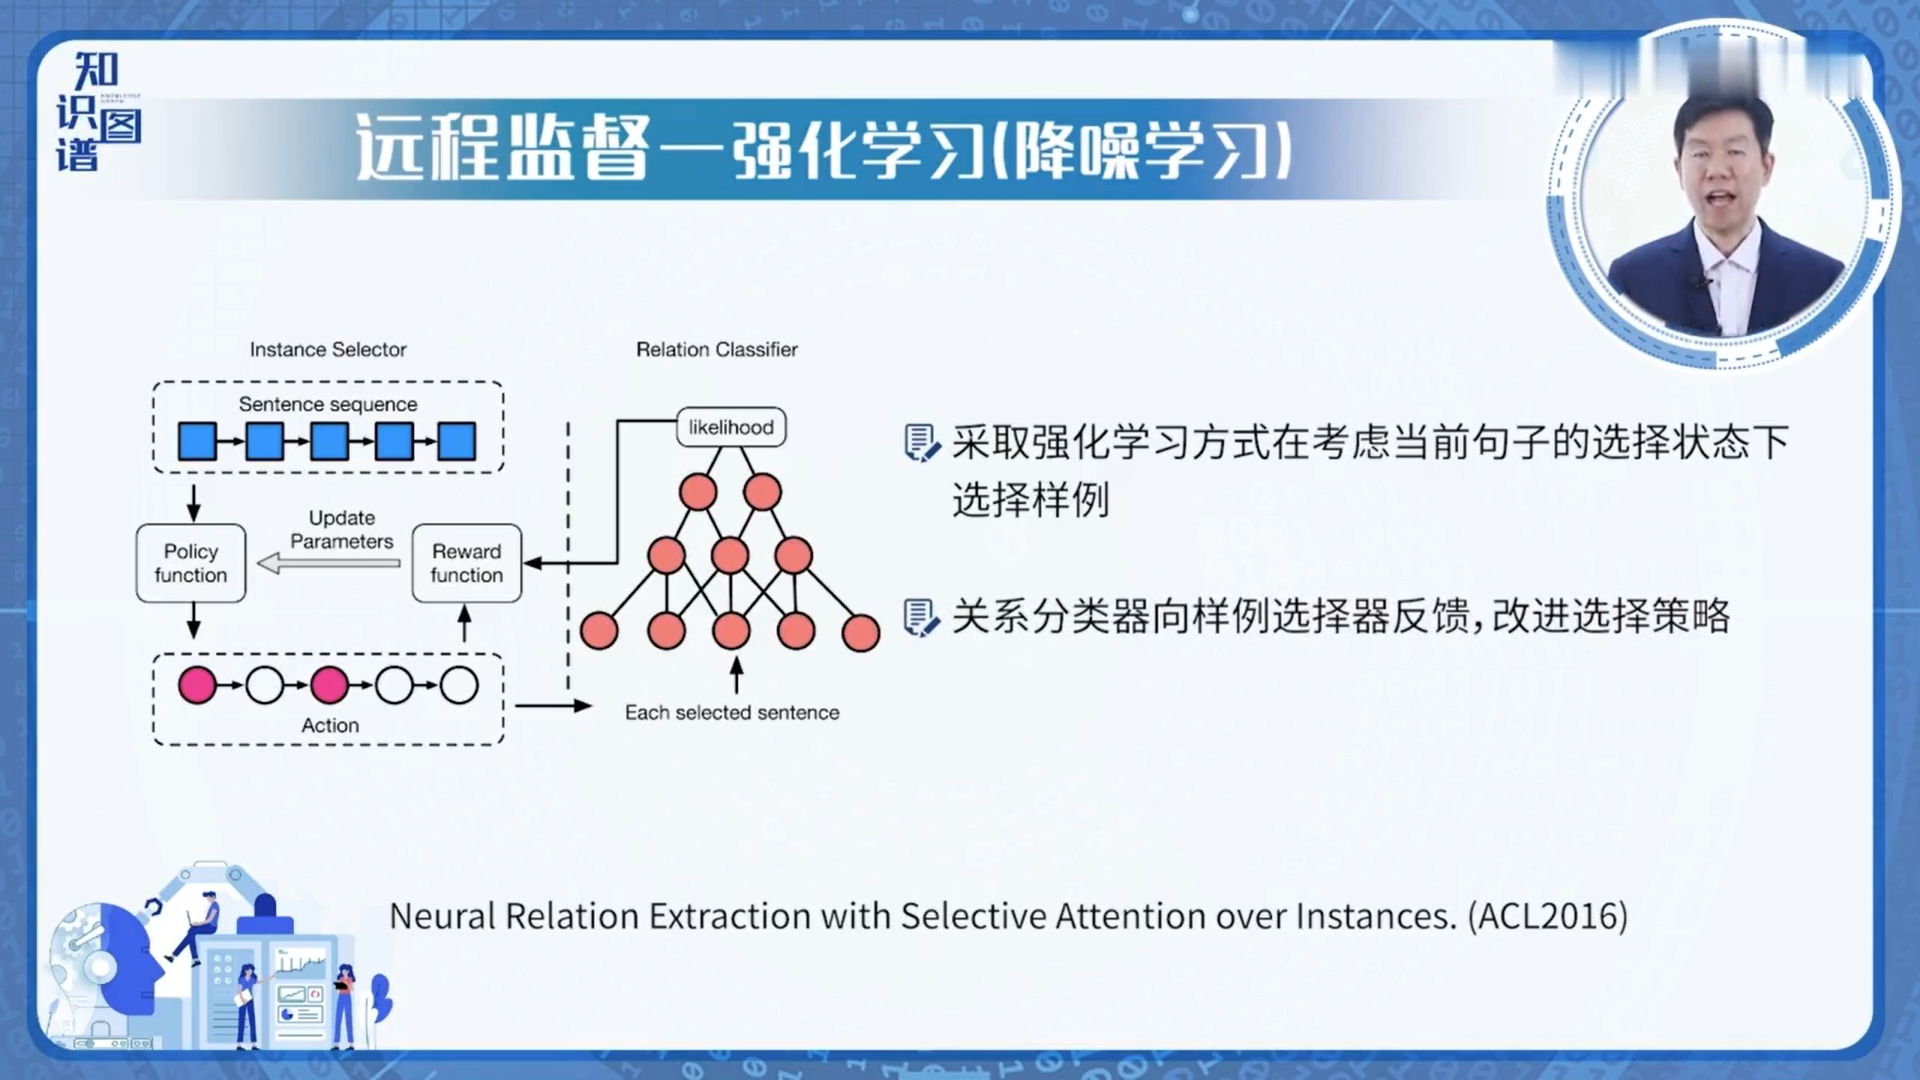 知识图谱
远程监督—强化学习(降噪学习)
Instance Selector
Relation Classifier
Sentence sequence
likelihood
Update
Parameters
Policy
function
Reward
function
Action
Each selected sentence
采取强化学习方式在考虑当前句子的选择状态下
选择样例
关系分类器向样例选择器反馈,改进选择策略
Neural Relation Extraction with Selective Attention over Instances. (ACL2016)